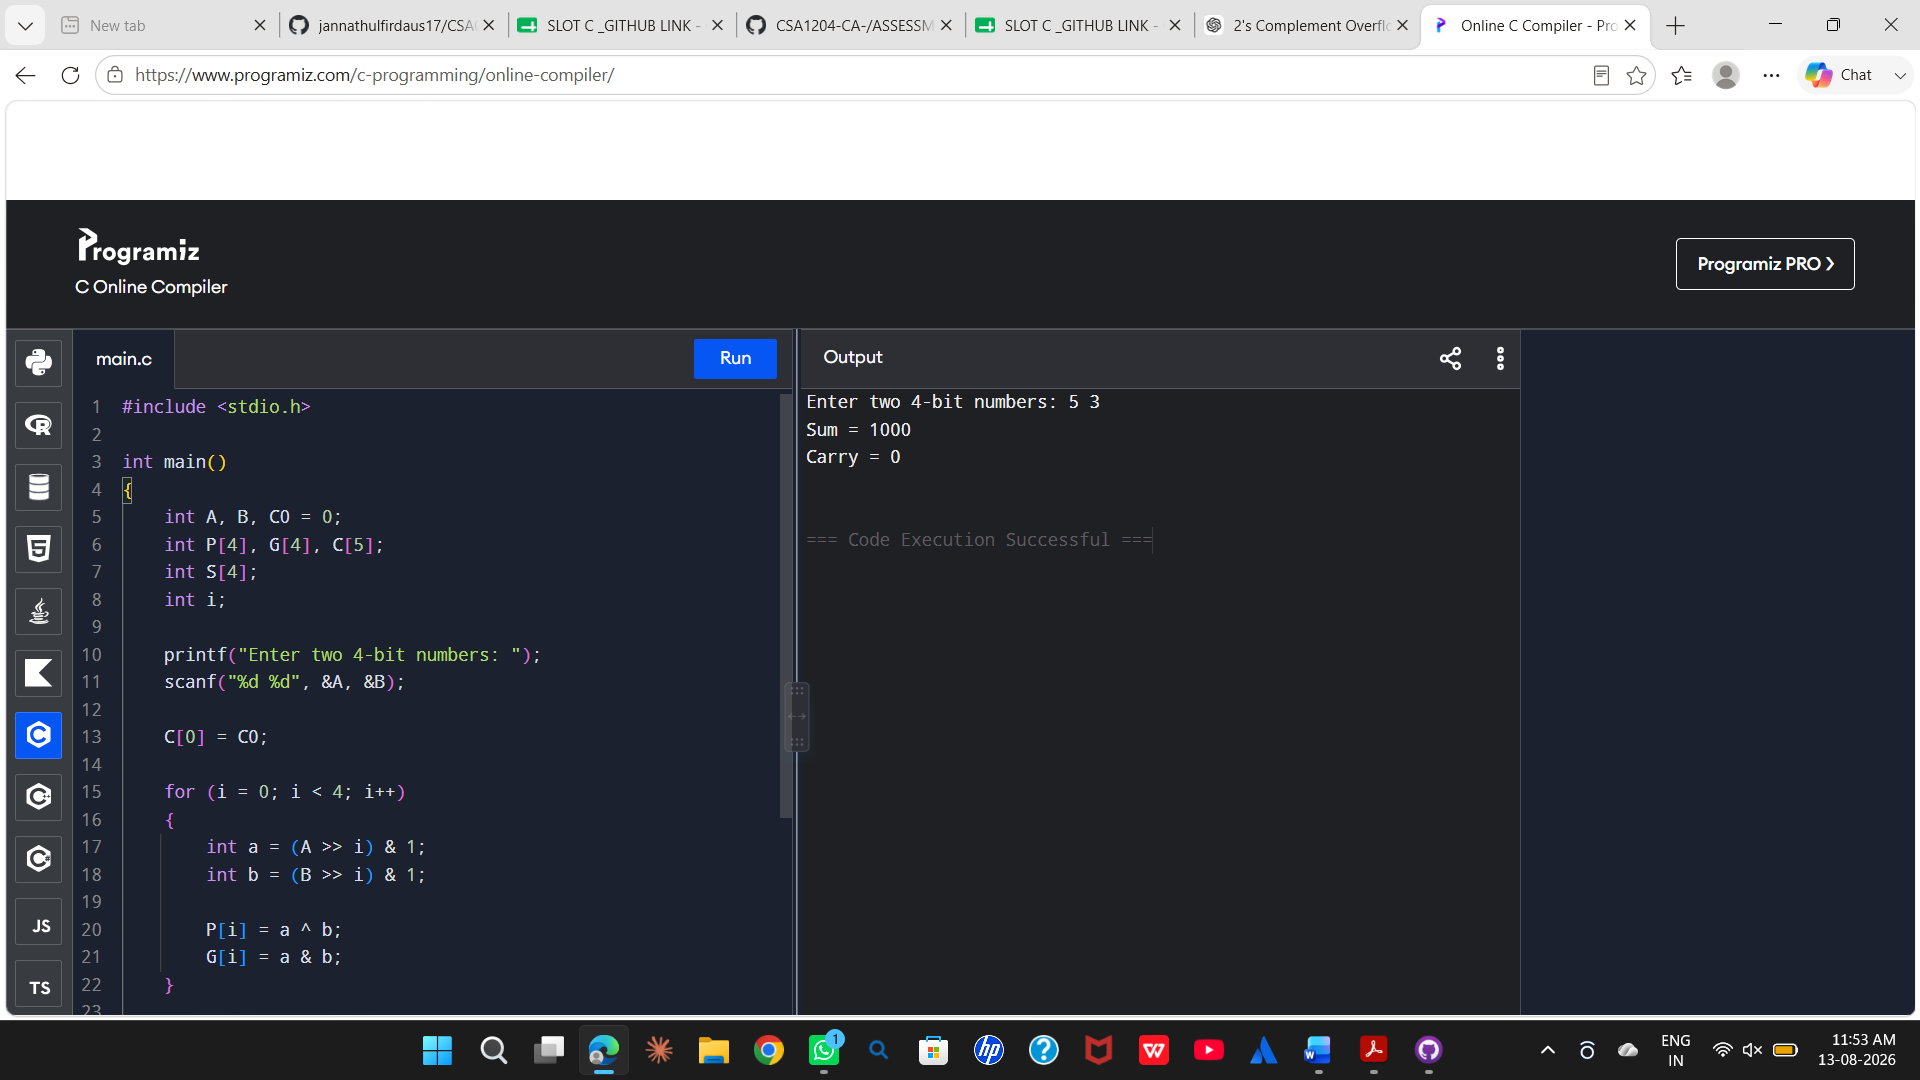 New tab
jannathulfirdaus17/CSA
SLOT C _GITHUB LINK -
CSA1204-CA-/ASSESSM
SLOT C _GITHUB LINK -
2's Complement Overflo
Online C Compiler - Pro
https://www.programiz.com/c-programming/online-compiler/
Chat
Programiz
C Online Compiler
Programiz PRO
main.c
Run
Output
1 #include <stdio.h>
2
3 int main()
4 {
5     int A, B, C0 = 0;
6     int P[4], G[4], C[5];
7     int S[4];
8     int i;
9
10     printf("Enter two 4-bit numbers: ");
11     scanf("%d %d", &A, &B);
12
13     C[0] = C0;
14
15     for (i = 0; i < 4; i++)
16     {
17         int a = (A >> i) & 1;
18         int b = (B >> i) & 1;
19
20         P[i] = a ^ b;
21         G[i] = a & b;
22     }
23
Enter two 4-bit numbers: 5 3
Sum = 1000
Carry = 0
=== Code Execution Successful ===
JS
TS
1
hp
W
ENG
IN
11:53 AM
13-08-2026